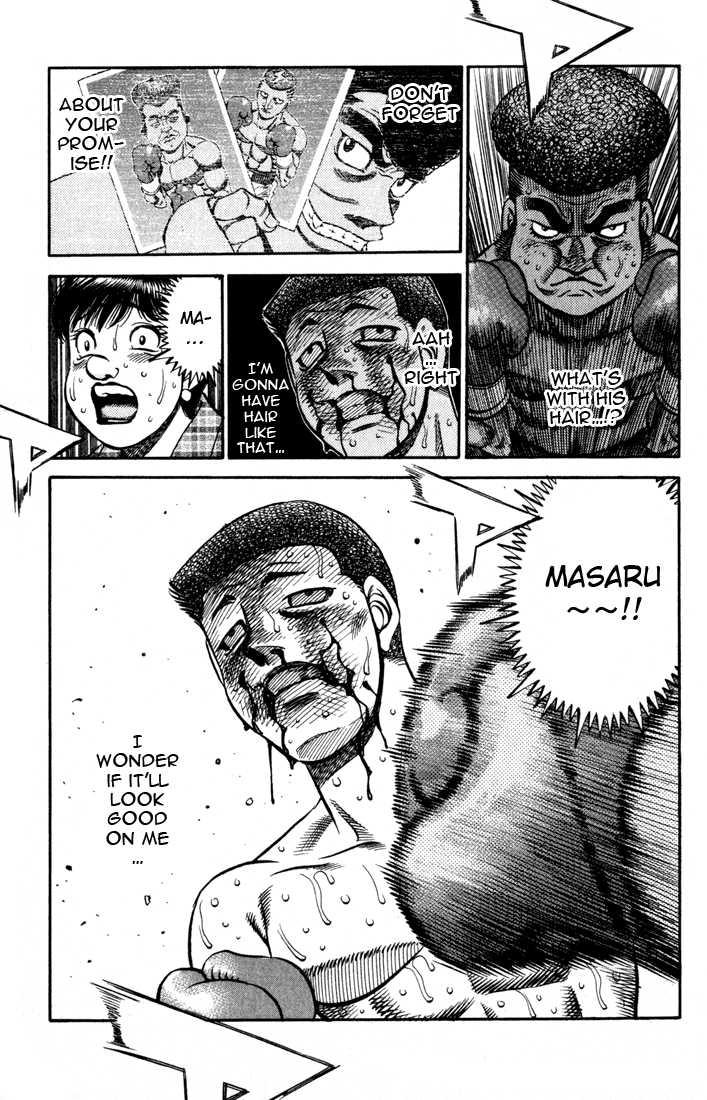 WHAT'S
WITH HIS
HAIR...!?
DON'T
FORGET
ABOUT
YOUR
PROM-
ISE!!
AAH
...
RIGHT
I'M
GONNA
HAVE
HAIR
LIKE
THAT...
MA-
...
MASARU
~~!!
I
WONDER
IF IT'LL
LOOK
GOOD
ON ME
...